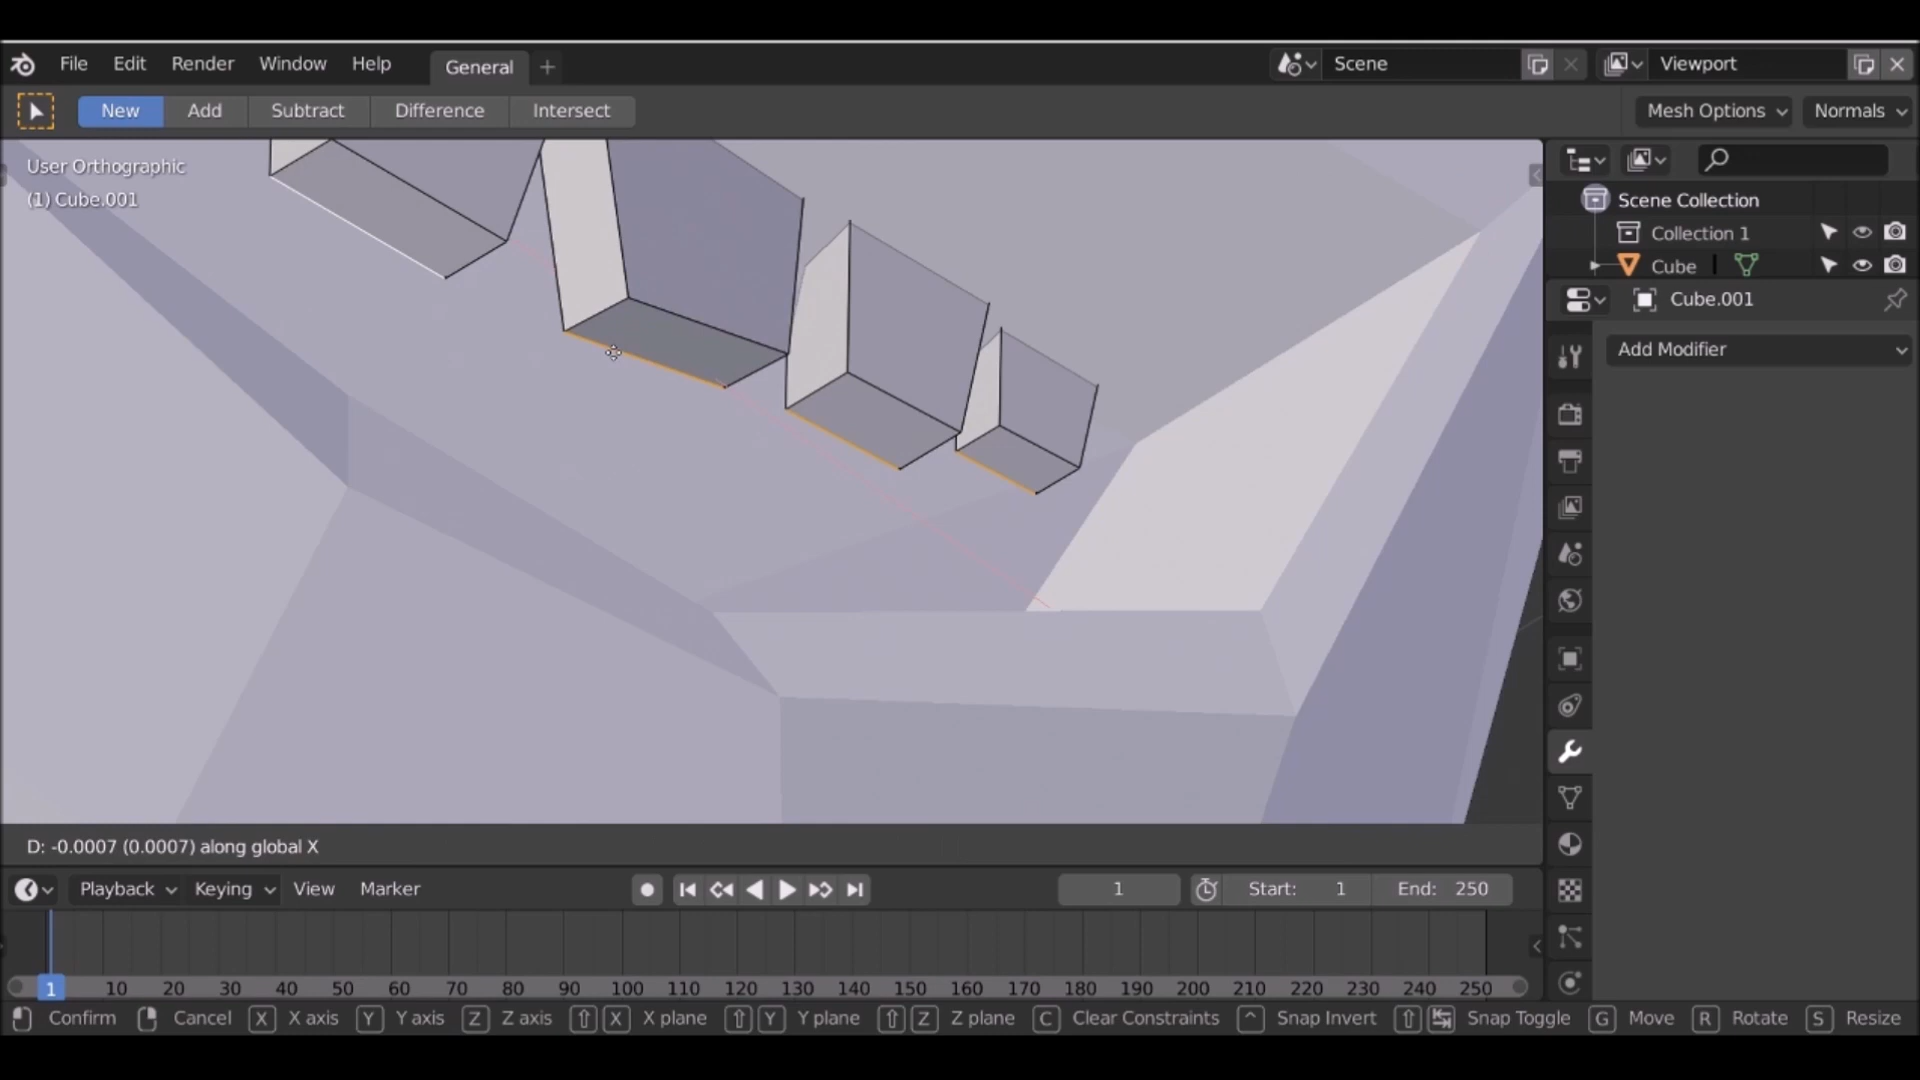 File Edit Render Window Help General + Scene Viewport
New Add Subtract Difference Intersect Mesh Options Normals
User Orthographic
(1) Cube.001
Scene Collection
Collection 1
Cube
Cube.001
Add Modifier
D: -0.0007 (0.0007) along global X
Playback Keying View Marker 1 Start: 1 End: 250
1 10 20 30 40 50 60 70 80 90 100 110 120 130 140 150 160 170 180 190 200 210 220 230 240 250
Confirm Cancel X X axis Y Y axis Z Z axis X X plane Y Y plane Z Z plane C Clear Constraints ^ Snap Invert Snap Toggle G Move R Rotate S Resize